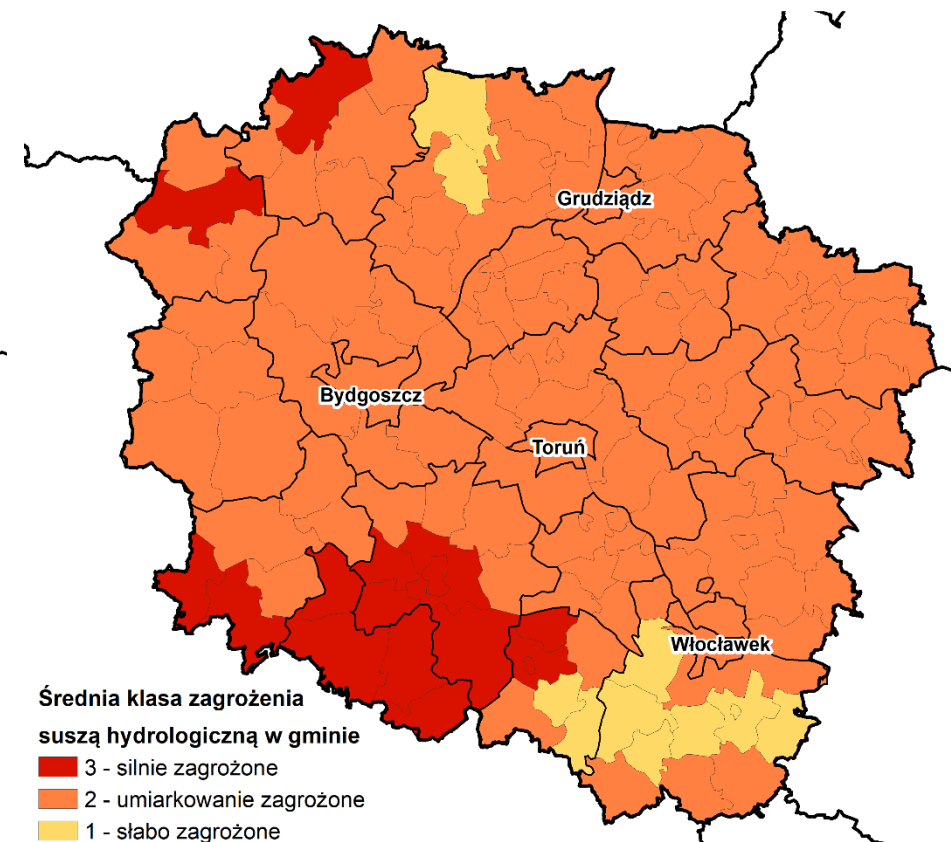 Grudziądz
Bydgoszcz
Toruń
Włocławek
Średnia klasa zagrożenia
suszą hydrologiczną w gminie
3 - silnie zagrożone
2 - umiarkowanie zagrożone
1 - słabo zagrożone